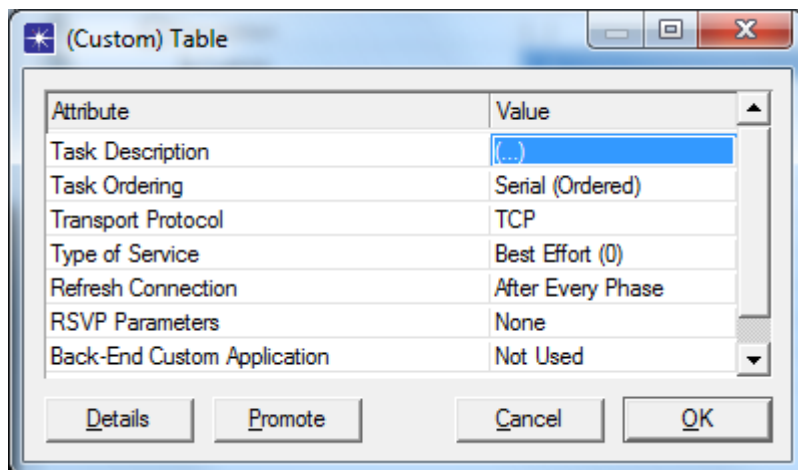 (Custom) Table
Attribute Value
Task Description (...)
Task Ordering Serial (Ordered)
Transport Protocol TCP
Type of Service Best Effort (0)
Refresh Connection After Every Phase
RSVP Parameters None
Back-End Custom Application Not Used
Details Promote Cancel OK